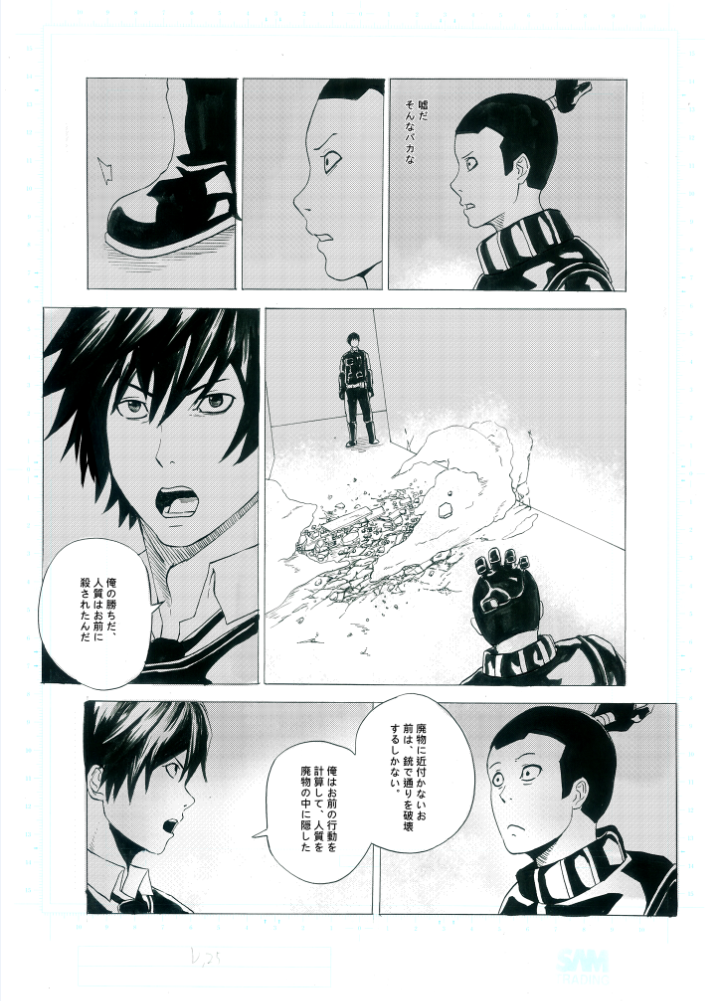 嘘だ
そんなバカな
俺の勝ちだ、
人質はお前に
殺されたんだ
廃物に近付かないお
前は、銃で通りを破壊
するしかない。
俺はお前の行動を
計算して、人質を
廃物の中に隠した
SAM